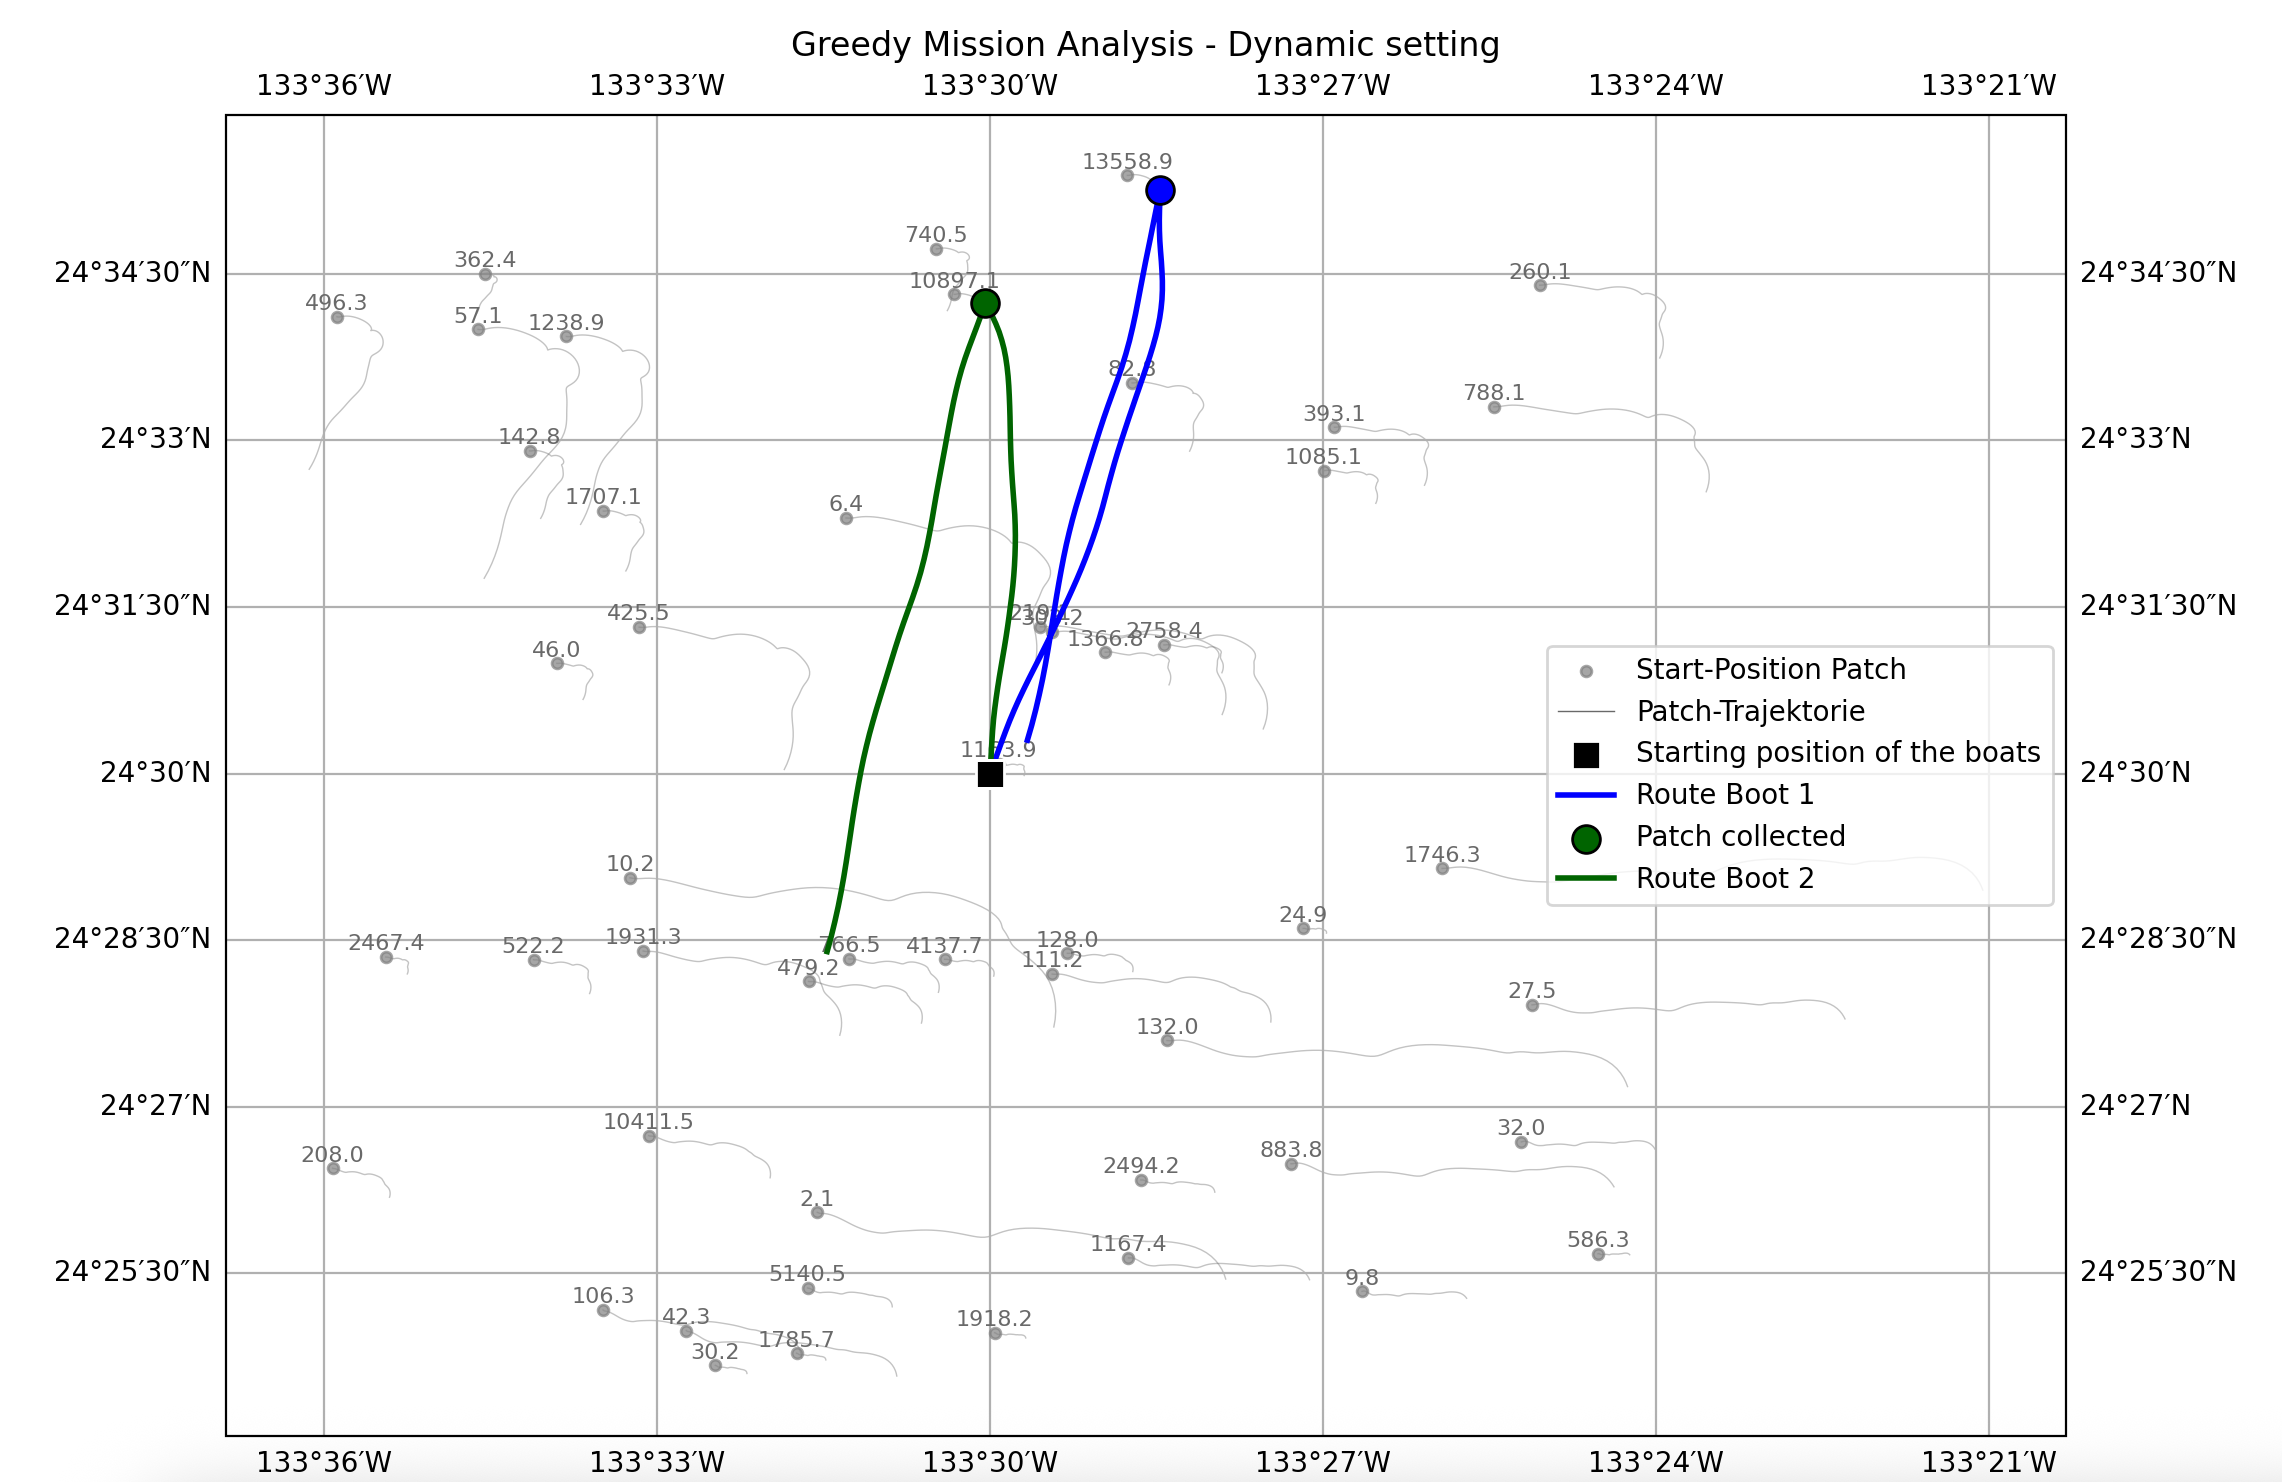 Greedy Mission Analysis - Dynamic setting
133°36′W 133°33′W 133°30′W 133°27′W 133°24′W 133°21′W
13558.9
740.5
362.4
24°34′30″N 260.1 24°34′30″N
10897.1
496.3
57.1 1238.9
82.3
788.1
393.1
24°33′N 142.8 24°33′N
1085.1
1707.1
6.4
24°31′30″N 425.5 24°31′30″N
1366.8 2758.4
46.0
Start-Position Patch
Patch-Trajektorie
Starting position of the boats
Route Boot 1
Patch collected
Route Boot 2
24°30′N 24°30′N
10.2 1746.3
24.9
24°28′30″N 24°28′30″N
2467.4 522.2 1931.3 766.5 4137.7 128.0
479.2 111.2
27.5
132.0
24°27′N 24°27′N
10411.5 32.0
208.0 883.8
2494.2
2.1
1167.4 586.3
24°25′30″N 5140.5 9.8 24°25′30″N
106.3
42.3 1918.2
30.2 1785.7
133°36′W 133°33′W 133°30′W 133°27′W 133°24′W 133°21′W